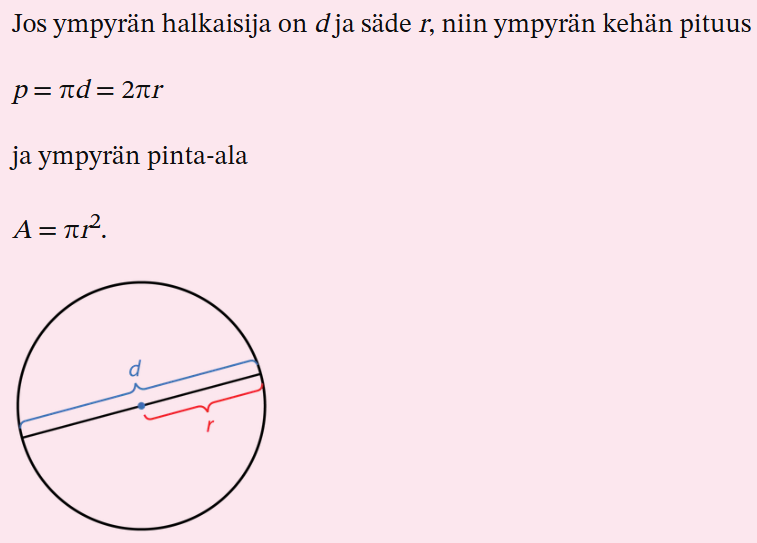 Jos ympyrän halkaisija on d ja säde r, niin ympyrän kehän pituus
p = πd = 2πr
ja ympyrän pinta-ala
A = πr².
d
r